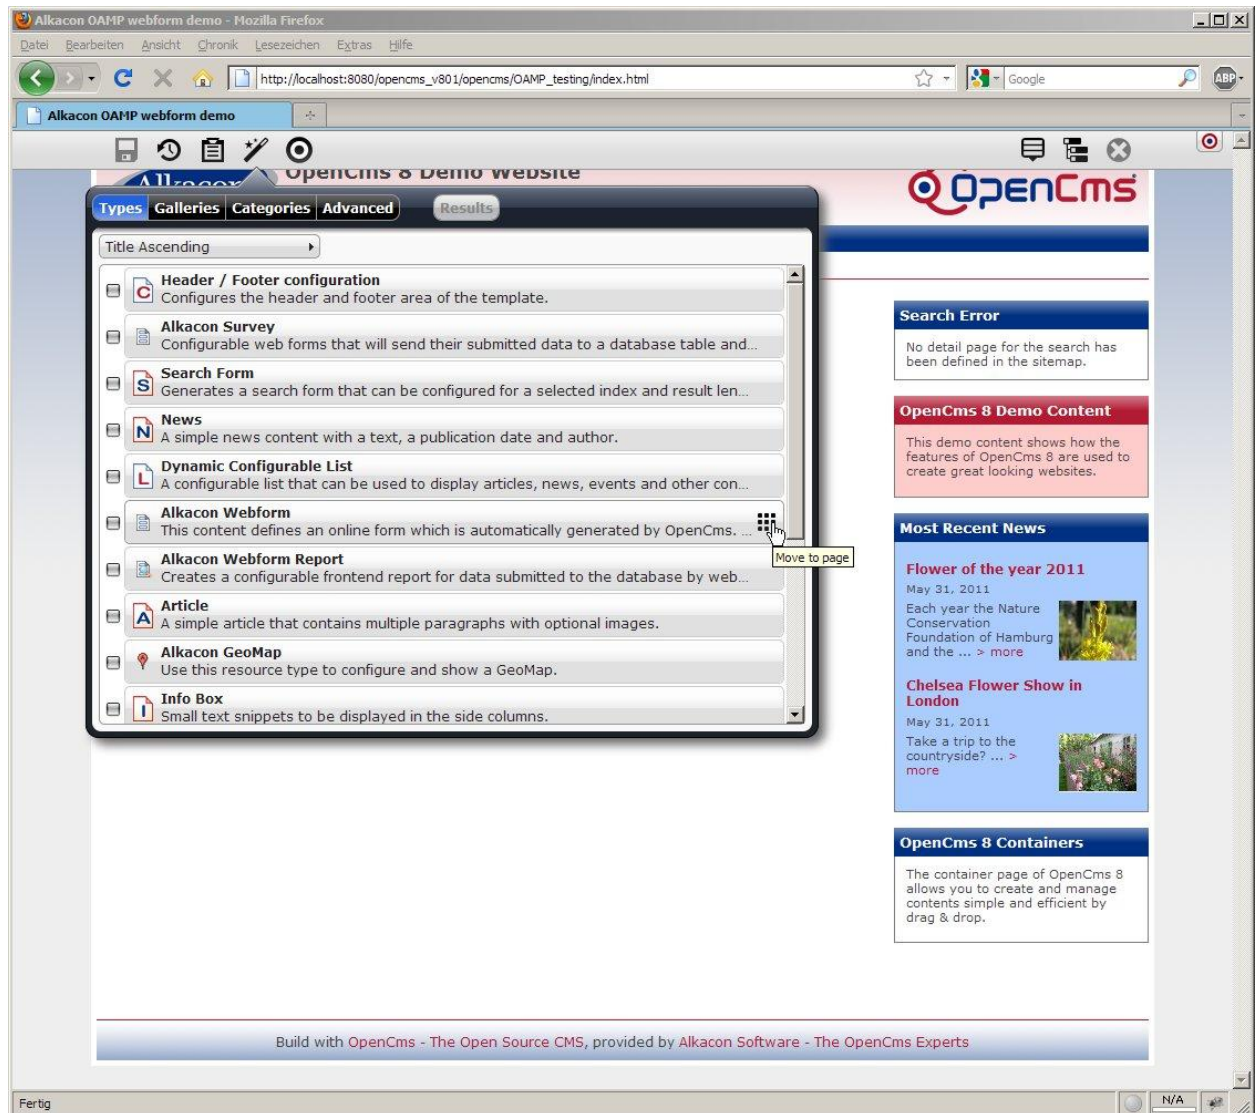 Alkacon OAMP webform demo - Mozilla Firefox
Datei Bearbeiten Ansicht Chronik Lesezeichen Extras Hilfe
http://localhost:8080/opencms_v801/opencms/OAMP_testing/index.html
Google
ABP
Alkacon OAMP webform demo
Alkacon
OpenCms 8 Demo Website
OpenCms
Types Galleries Categories Advanced Results
Title Ascending
Header / Footer configuration
C
Configures the header and footer area of the template.
Alkacon Survey
Configurable web forms that will send their submitted data to a database table and...
Search Form
S
Generates a search form that can be configured for a selected index and result len...
News
N
A simple news content with a text, a publication date and author.
Dynamic Configurable List
L
A configurable list that can be used to display articles, news, events and other con...
Alkacon Webform
This content defines an online form which is automatically generated by OpenCms. ...
Move to page
Alkacon Webform Report
Creates a configurable frontend report for data submitted to the database by web...
Article
A
A simple article that contains multiple paragraphs with optional images.
Alkacon GeoMap
Use this resource type to configure and show a GeoMap.
Info Box
I
Small text snippets to be displayed in the side columns.
Search Error
No detail page for the search has
been defined in the sitemap.
OpenCms 8 Demo Content
This demo content shows how the
features of OpenCms 8 are used to
create great looking websites.
Most Recent News
Flower of the year 2011
May 31, 2011
Each year the Nature
Conservation
Foundation of Hamburg
and the ... > more
Chelsea Flower Show in
London
May 31, 2011
Take a trip to the
countryside? ... >
more
OpenCms 8 Containers
The container page of OpenCms 8
allows you to create and manage
contents simple and efficient by
drag & drop.
Build with OpenCms - The Open Source CMS, provided by Alkacon Software - The OpenCms Experts
Fertig
N/A